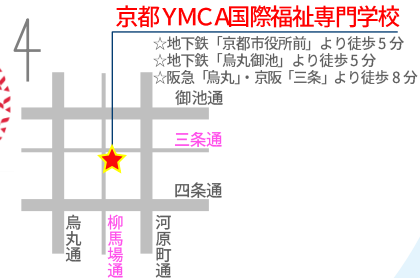 京都YMCA国際福祉専門学校
☆地下鉄「京都市役所前」より徒歩5分
☆地下鉄「烏丸御池」より徒歩5分
☆阪急「烏丸」・京阪「三条」より徒歩8分
御池通
三条通
四条通
烏丸通
柳馬場通
河原町通